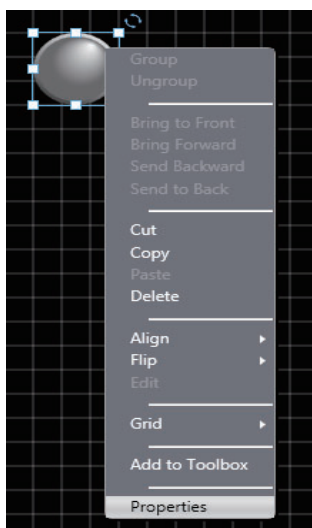 Group
Ungroup
Bring to Front
Bring Forward
Send Backward
Send to Back
Cut
Copy
Paste
Delete
Align
Flip
Edit
Grid
Add to Toolbox
Properties